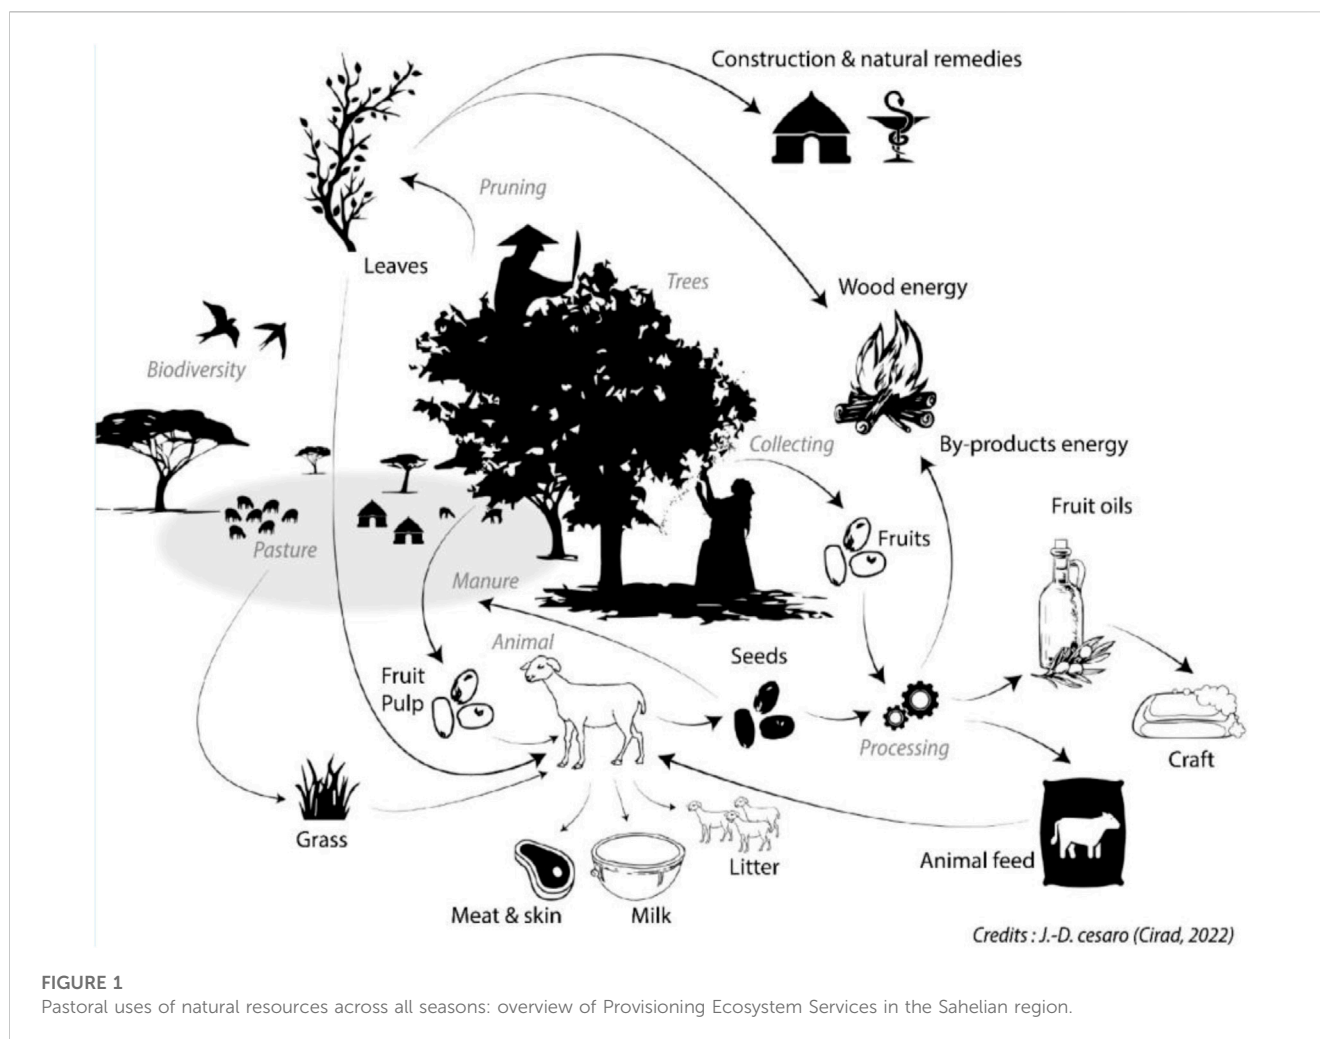 Construction & natural remedies
Pruning
Leaves
Trees
Wood energy
Biodiversity
Collecting
By-products energy
Fruit oils
Fruits
Pasture
Manure
Animal
Seeds
Fruit
Pulp
Processing
Craft
Grass
Litter
Animal feed
Meat & skin
Milk
Credits : J.-D. cesaro (Cirad, 2022)
FIGURE 1
Pastoral uses of natural resources across all seasons: overview of Provisioning Ecosystem Services in the Sahelian region.